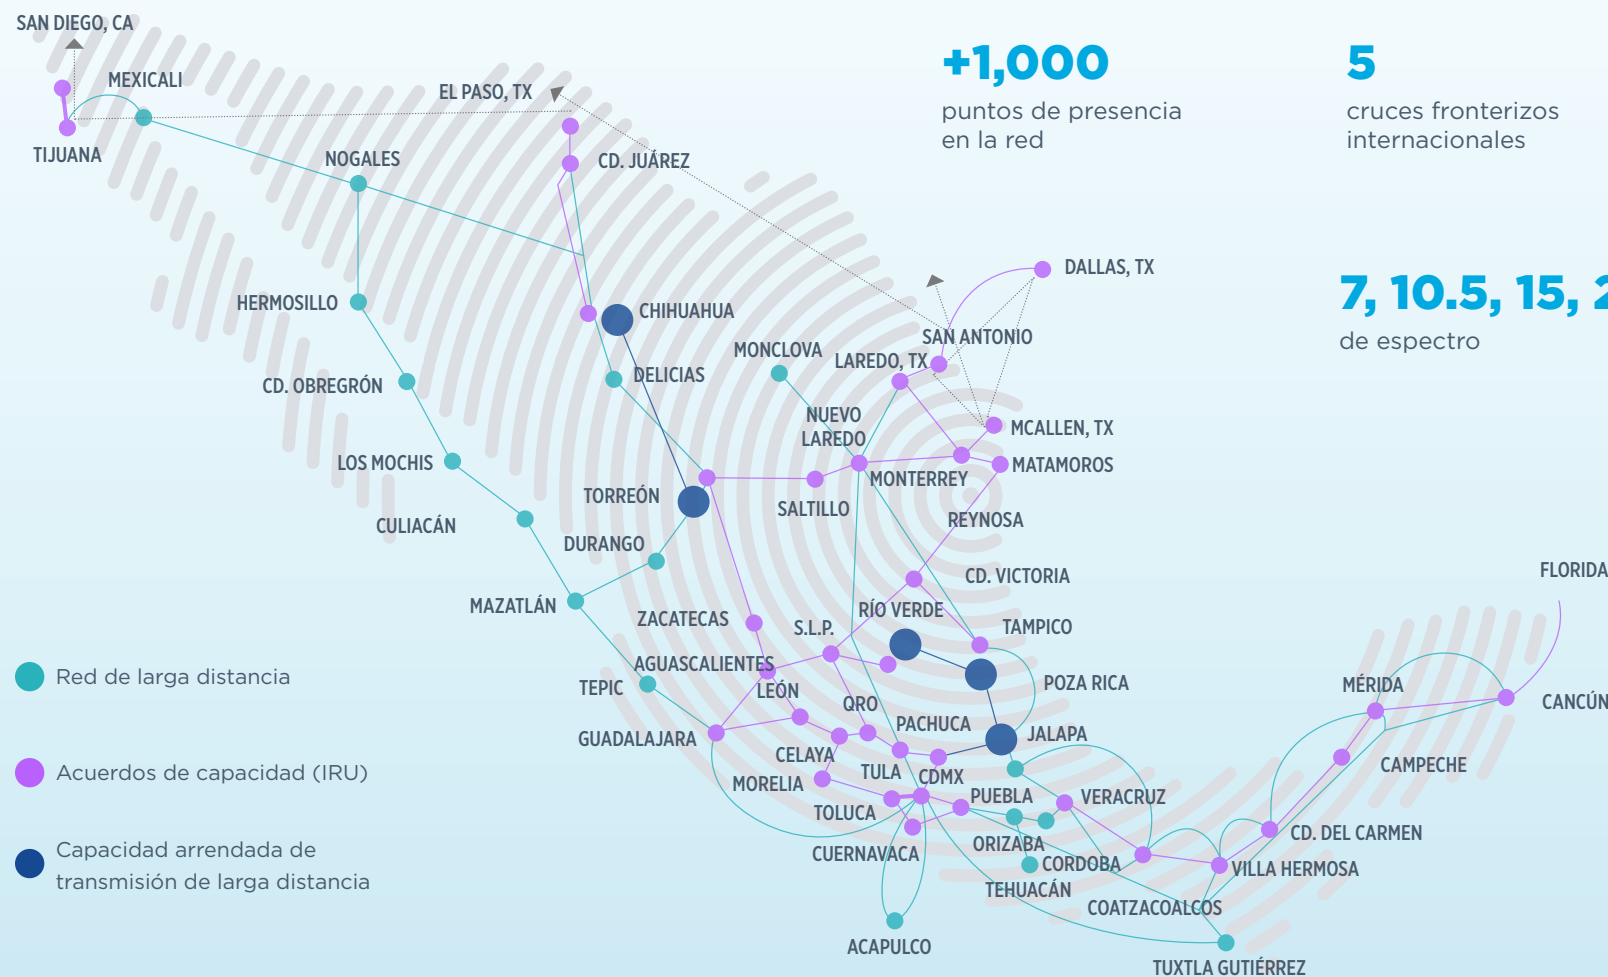 SAN DIEGO, CA
MEXICALI
TIJUANA
EL PASO, TX
NOGALES
CD. JUÁREZ
+1,000
puntos de presencia
en la red
5
cruces fronterizos
internacionales
7, 10.5, 15, 2
de espectro
DALLAS, TX
HERMOSILLO
CHIHUAHUA
SAN ANTONIO
MONCLOVA
LAREDO, TX
CD. OBREGRÓN
DELICIAS
NUEVO
LAREDO
MCALLEN, TX
LOS MOCHIS
MATAMOROS
MONTERREY
TORREÓN
SALTILLO
REYNOSA
CULIACÁN
DURANGO
CD. VICTORIA
FLORIDA
MAZATLÁN
RÍO VERDE
ZACATECAS
S.L.P.
TAMPICO
AGUASCALIENTES
TEPIC
LEÓN
POZA RICA
MÉRIDA
QRO
CANCÚN
PACHUCA
JALAPA
GUADALAJARA
CELAYA
CAMPECHE
TULA
CDMX
MORELIA
PUEBLA
VERACRUZ
TOLUCA
CD. DEL CARMEN
ORIZABA
CUERNAVACA
CORDOBA
VILLA HERMOSA
TEHUACÁN
COATZACOALCOS
ACAPULCO
TUXTLA GUTIÉRREZ
Red de larga distancia
Acuerdos de capacidad (IRU)
Capacidad arrendada de
transmisión de larga distancia